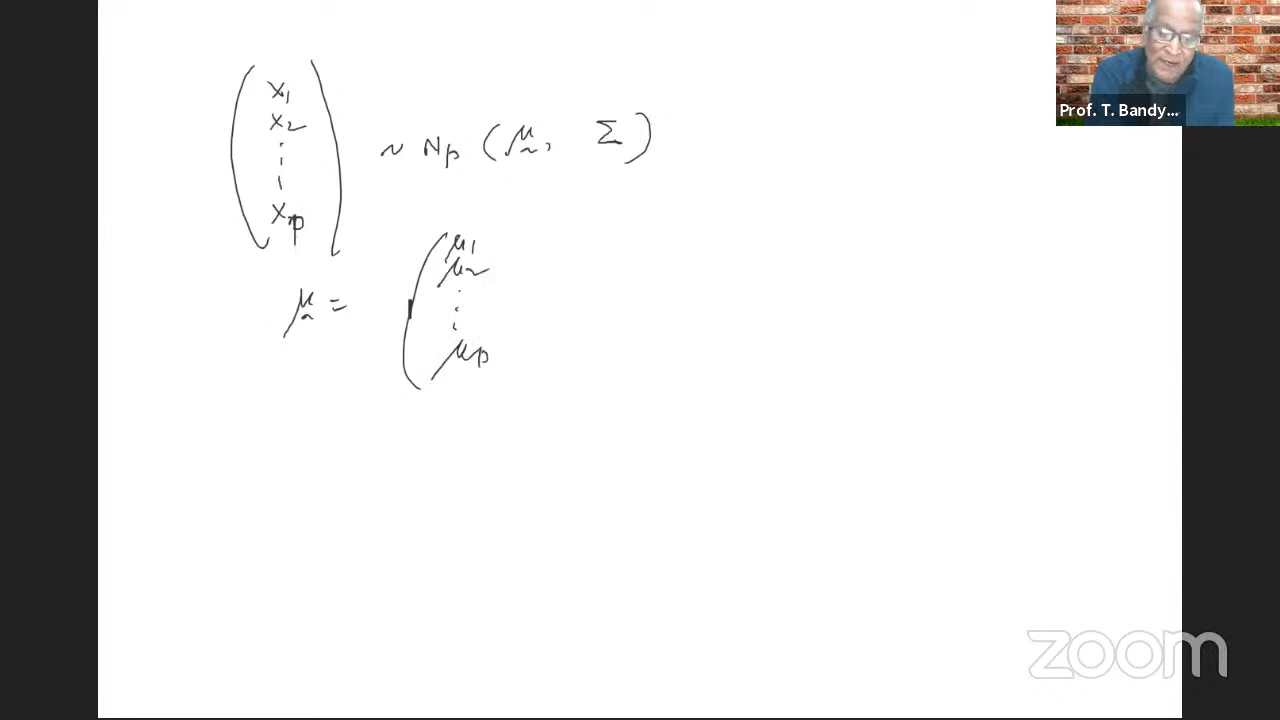 x1
x2
⋮
xp
~ Np (μ̰, Σ)
μ̰ =
μ1
μ2
⋮
μp
Prof. T. Bandy...
zoom